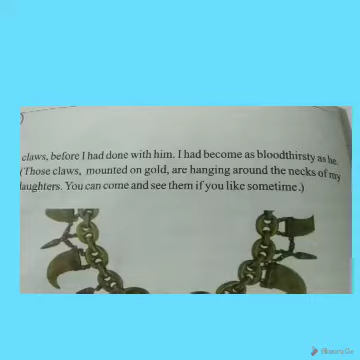 claws, before I had done with him. I had become as bloodthirsty as he.
(Those claws, mounted on gold, are hanging around the necks of my
daughters. You can come and see them if you like sometime.)